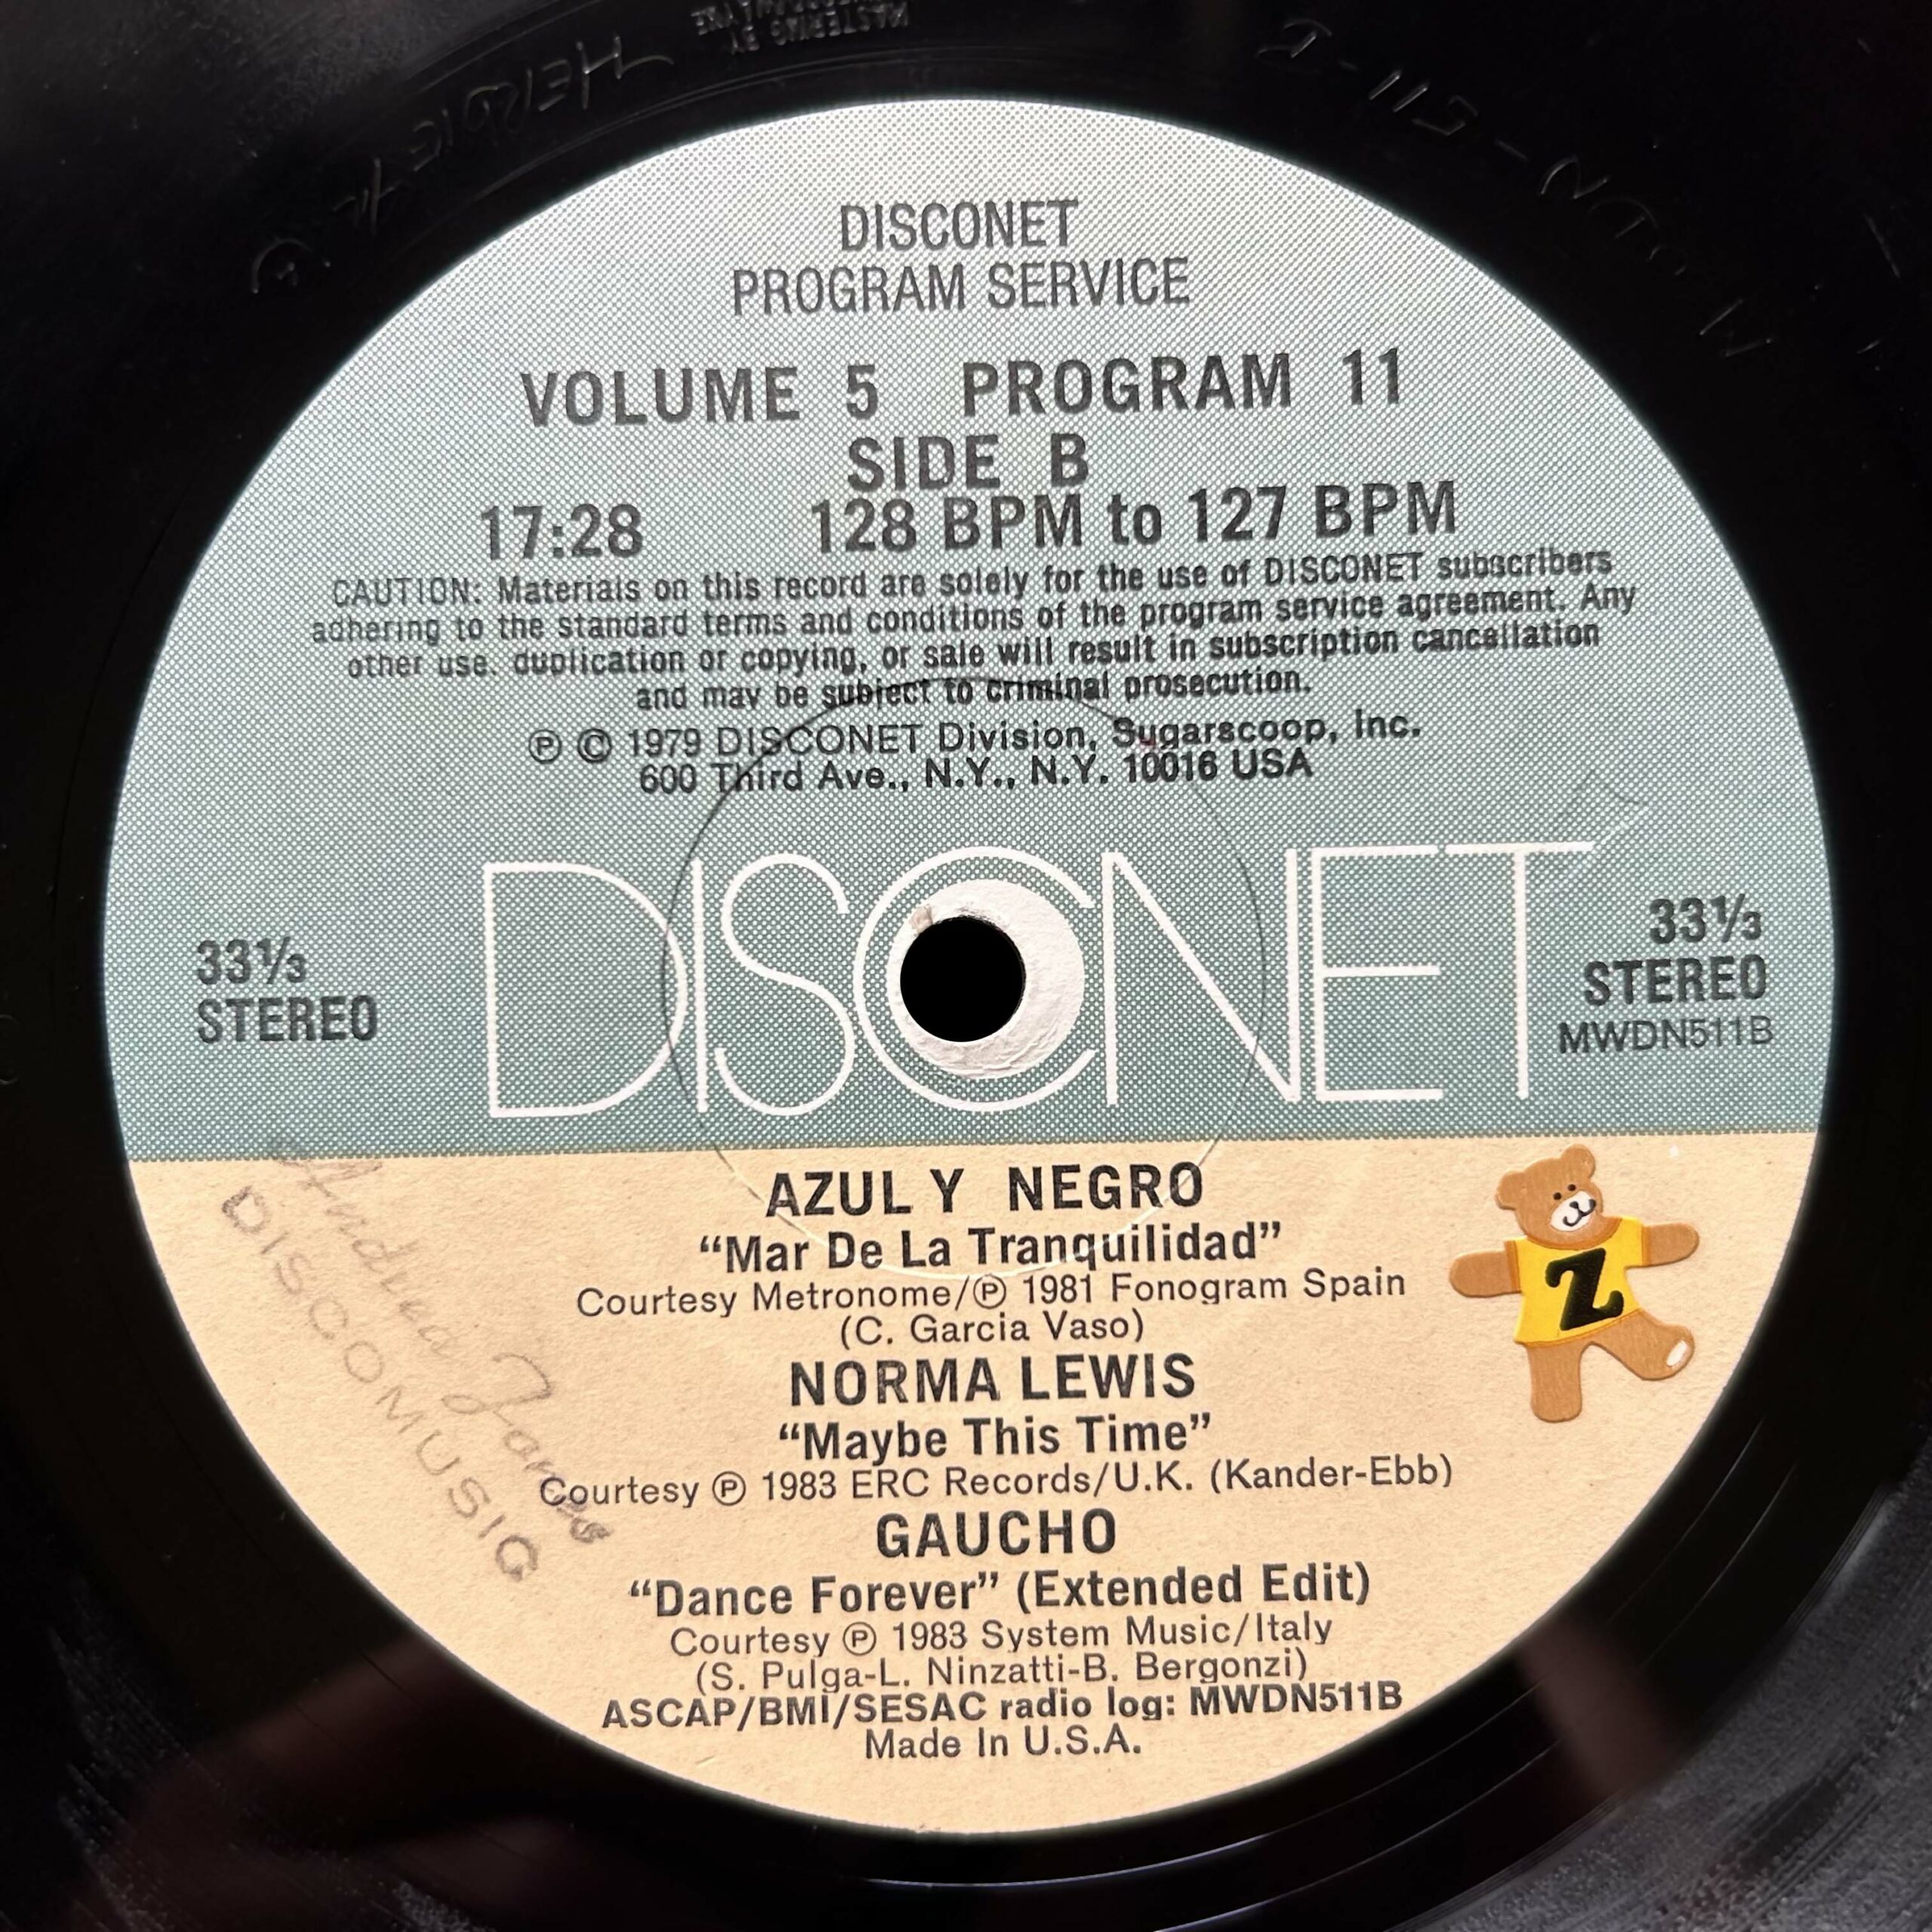 MASTERING BY
HERBIE Jr.
MWDN-511-B
DISCONET
PROGRAM SERVICE
VOLUME 5 PROGRAM 11
SIDE B
17:28 128 BPM to 127 BPM
CAUTION: Materials on this record are solely for the use of DISCONET subscribers
adhering to the standard terms and conditions of the program service agreement. Any
other use, duplication or copying, or sale will result in subscription cancellation
and may be subject to criminal prosecution.
℗ © 1979 DISCONET Division, Sugarscoop, Inc.
600 Third Ave., N.Y., N.Y. 10016 USA
DISCONET
33⅓
STEREO
33⅓
STEREO
MWDN511B
AZUL Y NEGRO
“Mar De La Tranquilidad”
Courtesy Metronome/℗ 1981 Fonogram Spain
(C. Garcia Vaso)
Z
NORMA LEWIS
“Maybe This Time”
Courtesy ℗ 1983 ERC Records/U.K. (Kander-Ebb)
GAUCHO
“Dance Forever” (Extended Edit)
Courtesy ℗ 1983 System Music/Italy
(S. Pulga-L. Ninzatti-B. Bergonzi)
ASCAP/BMI/SESAC radio log: MWDN511B
Made In U.S.A.
DISCOMUSIC